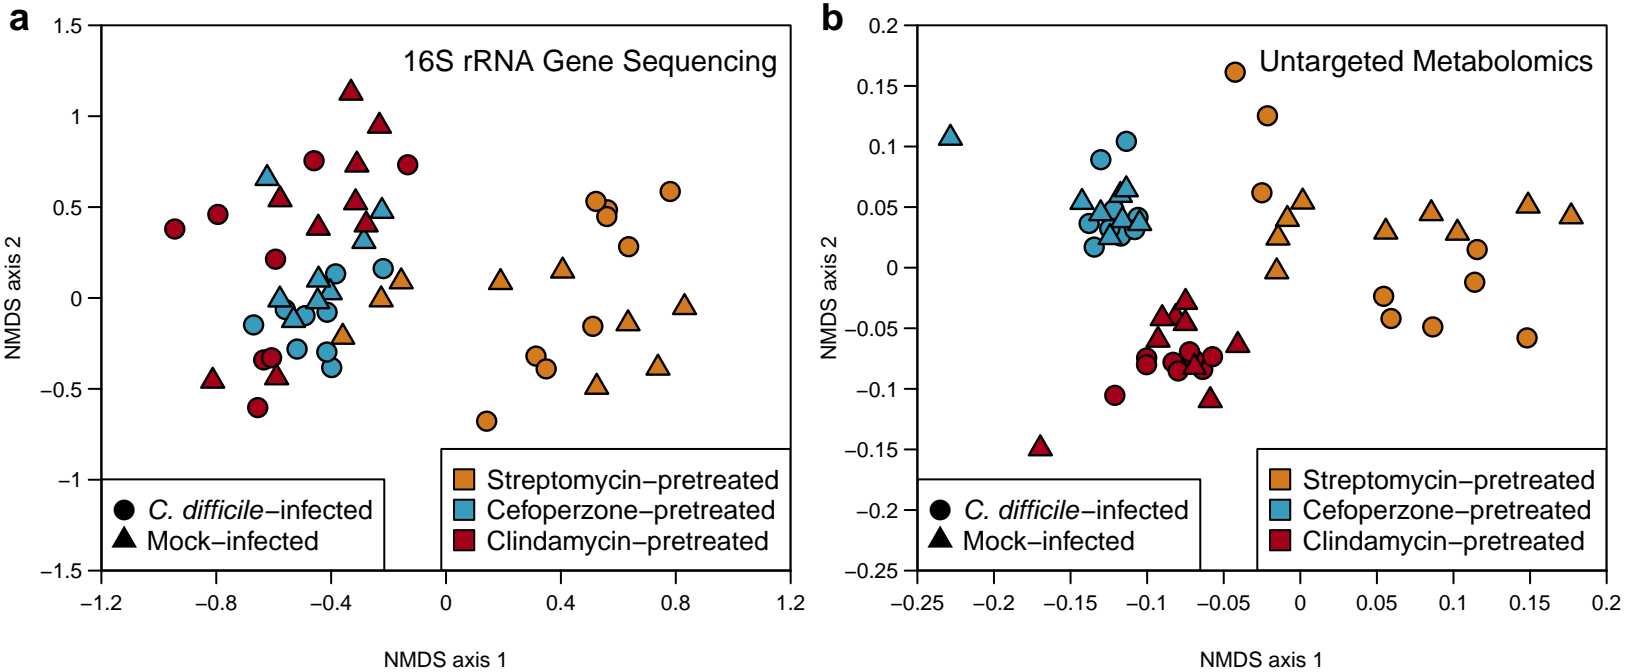 a
16S rRNA Gene Sequencing
1.5
1
0.5
0
−0.5
−1
−1.5
NMDS axis 2
C. difficile−infected
Mock−infected
Streptomycin−pretreated
Cefoperzone−pretreated
Clindamycin−pretreated
−1.2 −0.8 −0.4 0 0.4 0.8 1.2
NMDS axis 1
b
Untargeted Metabolomics
0.2
0.15
0.1
0.05
0
−0.05
−0.1
−0.15
−0.2
−0.25
NMDS axis 2
C. difficile−infected
Mock−infected
Streptomycin−pretreated
Cefoperzone−pretreated
Clindamycin−pretreated
−0.25 −0.2 −0.15 −0.1 −0.05 0 0.05 0.1 0.15 0.2
NMDS axis 1